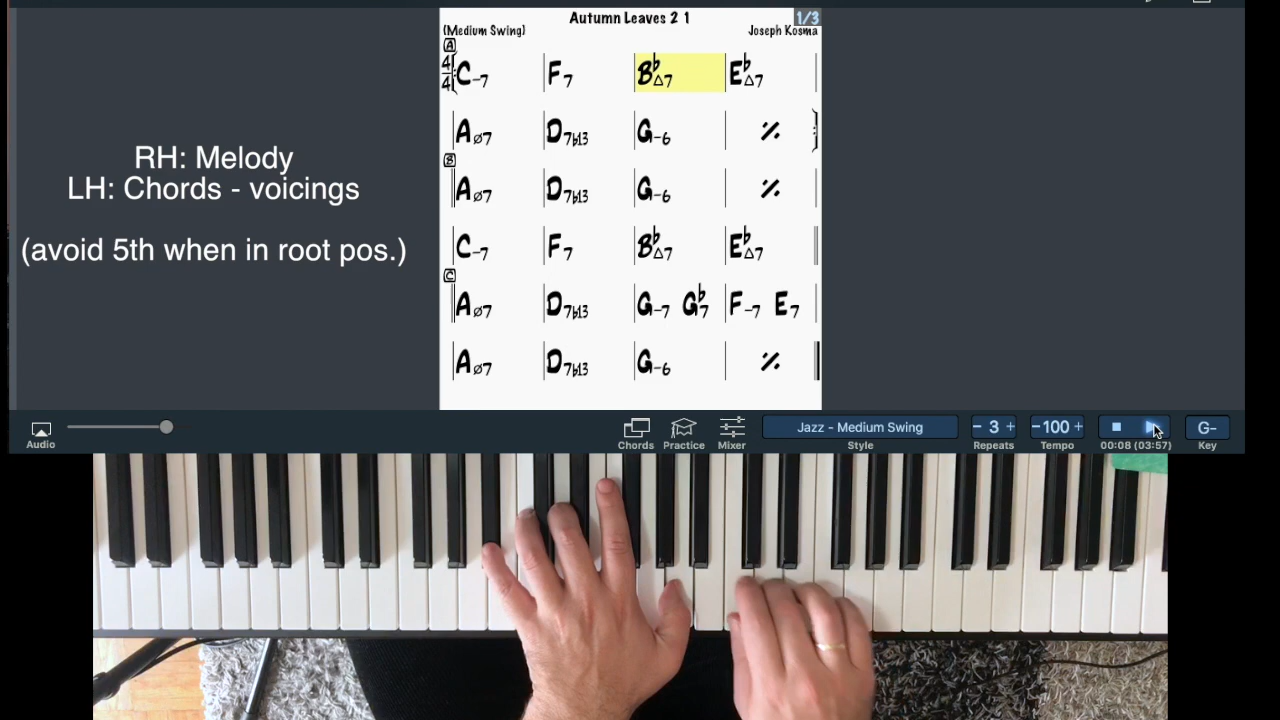 Autumn Leaves 2 1
1/3
(Medium Swing)
Joseph Kosma
A
4/4 C-7 F7 B♭△7 E♭△7
Aø7 D7♭13 G-6 𝄎
B
Aø7 D7♭13 G-6 𝄎
C-7 F7 B♭△7 E♭△7
C
Aø7 D7♭13 G-7 G♭7 F-7 E7
Aø7 D7♭13 G-6 𝄎
RH: Melody
LH: Chords - voicings
(avoid 5th when in root pos.)
Audio
Chords
Practice
Mixer
Jazz - Medium Swing
Style
- 3 +
Repeats
-100 +
Tempo
00:08 (03:57)
G-
Key